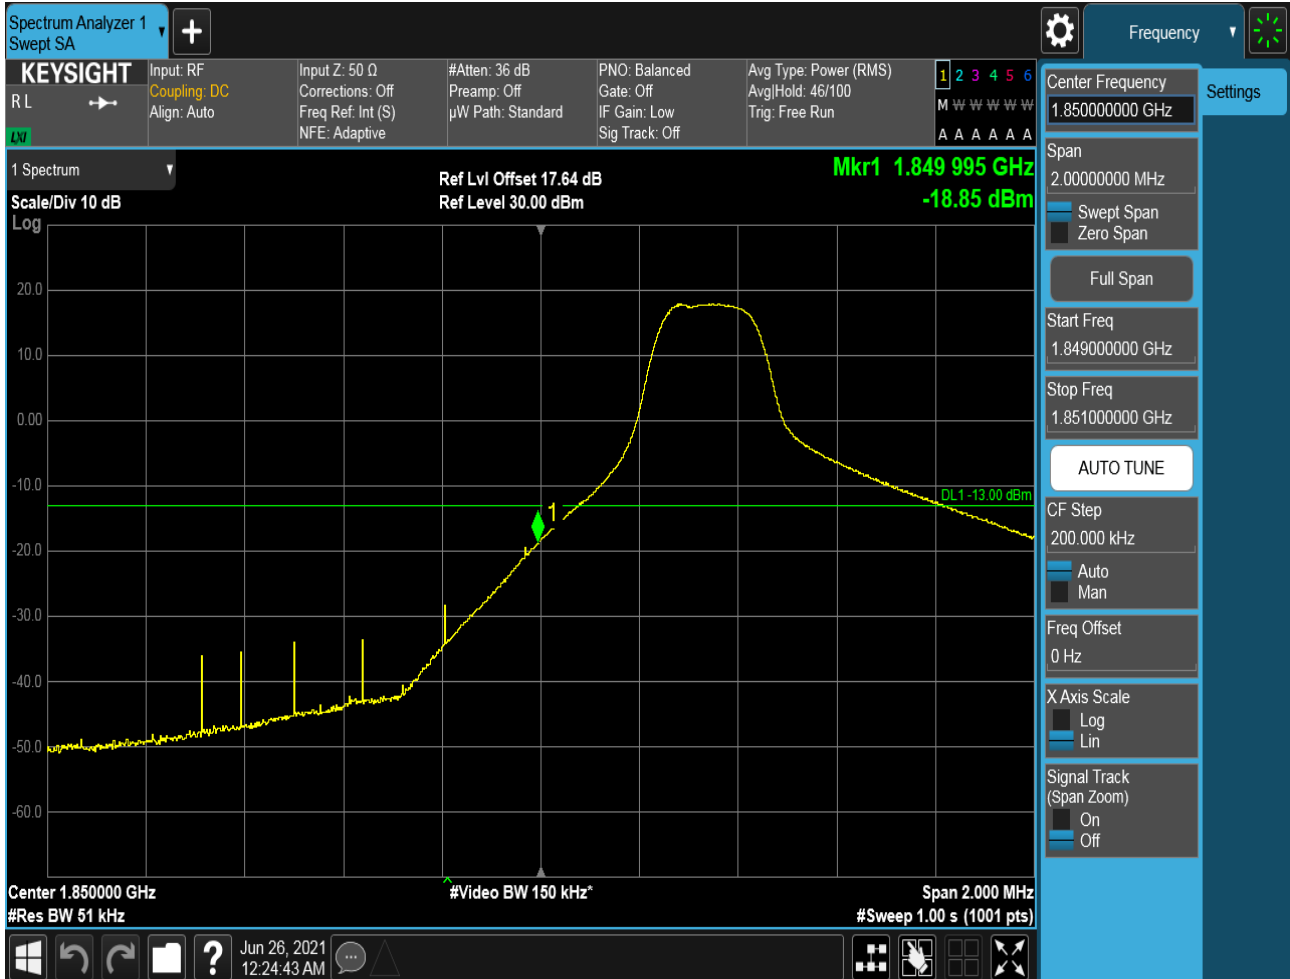 Spectrum Analyzer 1
Swept SA
Frequency
KEYSIGHT
R L
LXI
Input: RF
Coupling: DC
Align: Auto
Input Z: 50 Ω
Corrections: Off
Freq Ref: Int (S)
NFE: Adaptive
#Atten: 36 dB
Preamp: Off
µW Path: Standard
PNO: Balanced
Gate: Off
IF Gain: Low
Sig Track: Off
Avg Type: Power (RMS)
Avg|Hold: 46/100
Trig: Free Run
1 2 3 4 5 6
M W W W W W
A A A A A A
1 Spectrum
Scale/Div 10 dB
Log
Ref Lvl Offset 17.64 dB
Ref Level 30.00 dBm
Mkr1 1.849 995 GHz
-18.85 dBm
20.0
10.0
0.00
-10.0
-20.0
-30.0
-40.0
-50.0
-60.0
DL1 -13.00 dBm
1
Center 1.850000 GHz
#Res BW 51 kHz
#Video BW 150 kHz*
Span 2.000 MHz
#Sweep 1.00 s (1001 pts)
Center Frequency
1.850000000 GHz
Span
2.00000000 MHz
Swept Span
Zero Span
Full Span
Start Freq
1.849000000 GHz
Stop Freq
1.851000000 GHz
AUTO TUNE
CF Step
200.000 kHz
Auto
Man
Freq Offset
0 Hz
X Axis Scale
Log
Lin
Signal Track
(Span Zoom)
On
Off
Settings
?
Jun 26, 2021
12:24:43 AM